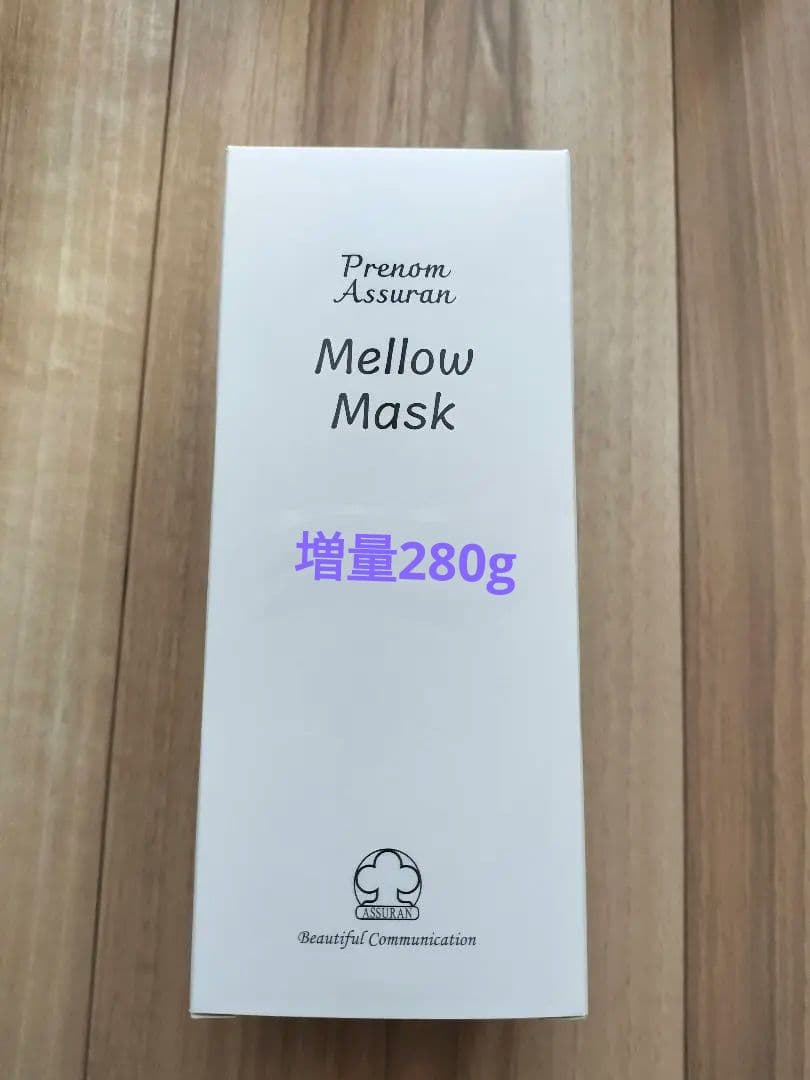 Prenom
Assuran
Mellow
Mask
増量280g
ASSURAN
Beautiful Communication